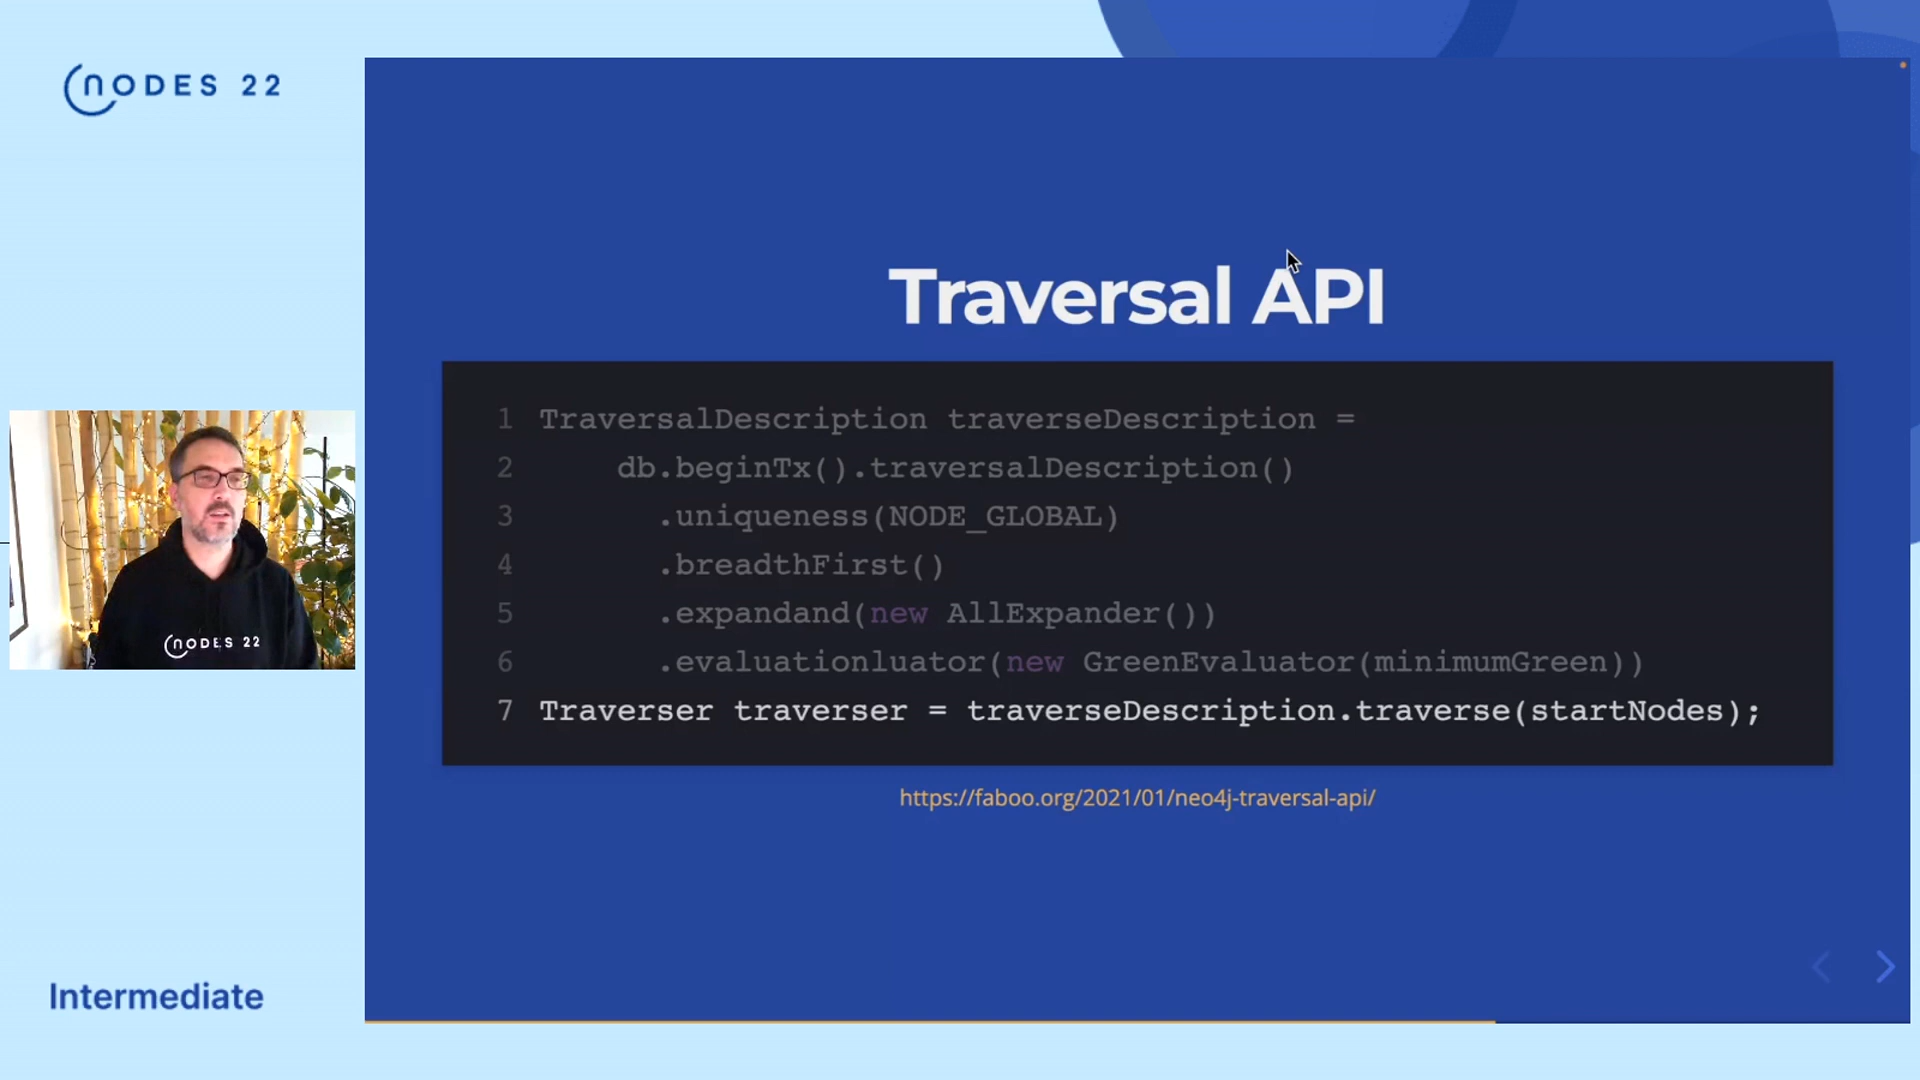 NODES 22
Traversal API
1 TraversalDescription traverseDescription =
2 db.beginTx().traversalDescription()
3 .uniqueness(NODE_GLOBAL)
4 .breadthFirst()
5 .expandand(new AllExpander())
6 .evaluationluator(new GreenEvaluator(minimumGreen))
7 Traverser traverser = traverseDescription.traverse(startNodes);
https://faboo.org/2021/01/neo4j-traversal-api/
NODES 22
Intermediate